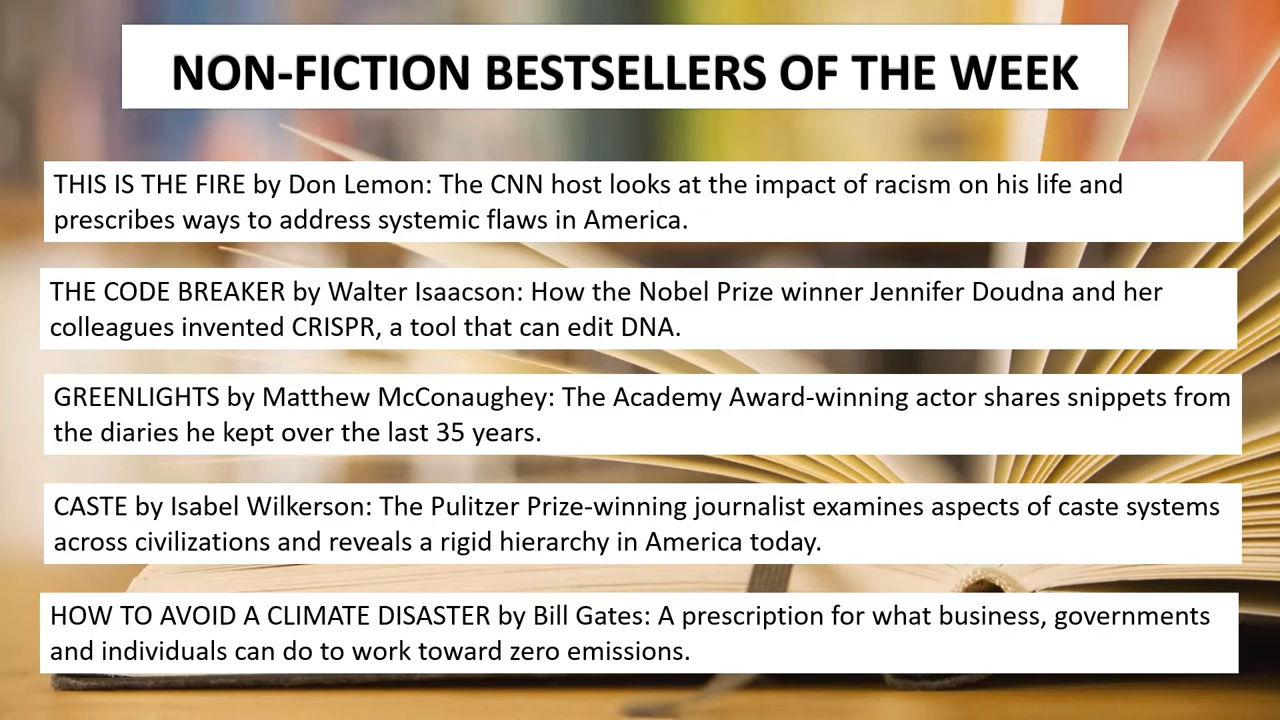 NON-FICTION BESTSELLERS OF THE WEEK
THIS IS THE FIRE by Don Lemon: The CNN host looks at the impact of racism on his life and
prescribes ways to address systemic flaws in America.
THE CODE BREAKER by Walter Isaacson: How the Nobel Prize winner Jennifer Doudna and her
colleagues invented CRISPR, a tool that can edit DNA.
GREENLIGHTS by Matthew McConaughey: The Academy Award-winning actor shares snippets from
the diaries he kept over the last 35 years.
CASTE by Isabel Wilkerson: The Pulitzer Prize-winning journalist examines aspects of caste systems
across civilizations and reveals a rigid hierarchy in America today.
HOW TO AVOID A CLIMATE DISASTER by Bill Gates: A prescription for what business, governments
and individuals can do to work toward zero emissions.